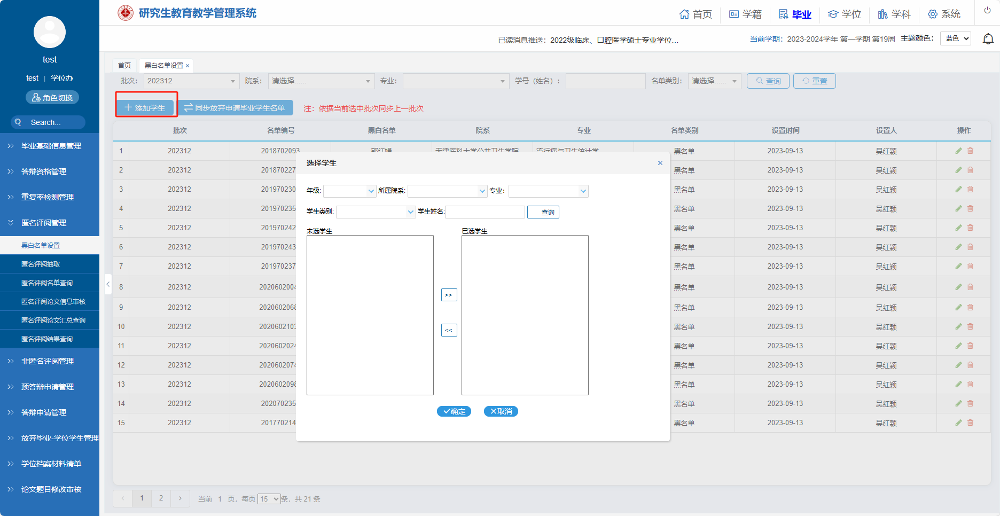 研究生教育教学管理系统
首页 学籍 毕业 学位 学科 系统
已读消息推送：2022级临床、口腔医学硕士专业学位...
当前学期：2023-2024学年 第一学期 第19周 主题颜色： 蓝色
test
test | 学位办
角色切换
Search...
毕业基础信息管理
答辩资格管理
重复率检测管理
匿名评阅管理
黑白名单设置
匿名评阅抽取
匿名评阅名单查询
匿名评阅论文信息审核
匿名评阅论文汇总查询
匿名评阅结果查询
非匿名评阅管理
预答辩申请管理
答辩申请管理
放弃毕业-学位学生管理
学位档案材料清单
论文题目修改审核
首页 黑白名单设置 ×
批次： 202312 院系： 请选择...... 专业： 学号（姓名）： 名单类别： 请选择...... 查询 重置
添加学生 同步放弃申请毕业学生名单 注：依据当前选中批次同步上一批次
批次 名单编号 黑白名单 院系 专业 名单类别 设置时间 设置人 操作
1 202312 2018702093 郭红娟 天津医科大学公共卫生学院 流行病与卫生统计学 黑名单 2023-09-13 吴红颖
2 202312 201870227 黑名单 2023-09-13 吴红颖
3 202312 201970230 黑名单 2023-09-13 吴红颖
4 202312 201970235 黑名单 2023-09-13 吴红颖
5 202312 201970242 黑名单 2023-09-13 吴红颖
6 202312 201970243 黑名单 2023-09-13 吴红颖
7 202312 201970237 黑名单 2023-09-13 吴红颖
8 202312 2020602004 黑名单 2023-09-13 吴红颖
9 202312 2020602068 黑名单 2023-09-13 吴红颖
10 202312 2020602103 黑名单 2023-09-13 吴红颖
11 202312 2020602024 黑名单 2023-09-13 吴红颖
12 202312 2020602074 黑名单 2023-09-13 吴红颖
13 202312 2020602098 黑名单 2023-09-13 吴红颖
14 202312 202070235 黑名单 2023-09-13 吴红颖
15 202312 201770214 黑名单 2023-09-13 吴红颖
选择学生 ×
年级: 所属院系: 专业：
学生类别: 学生姓名: 查询
未选学生 已选学生
>>
<<
确定 取消
< 1 2 > 当前 1 页，每页 15 条，共 21 条